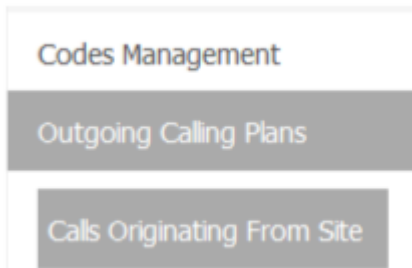 Codes Management
Outgoing Calling Plans
Calls Originating From Site